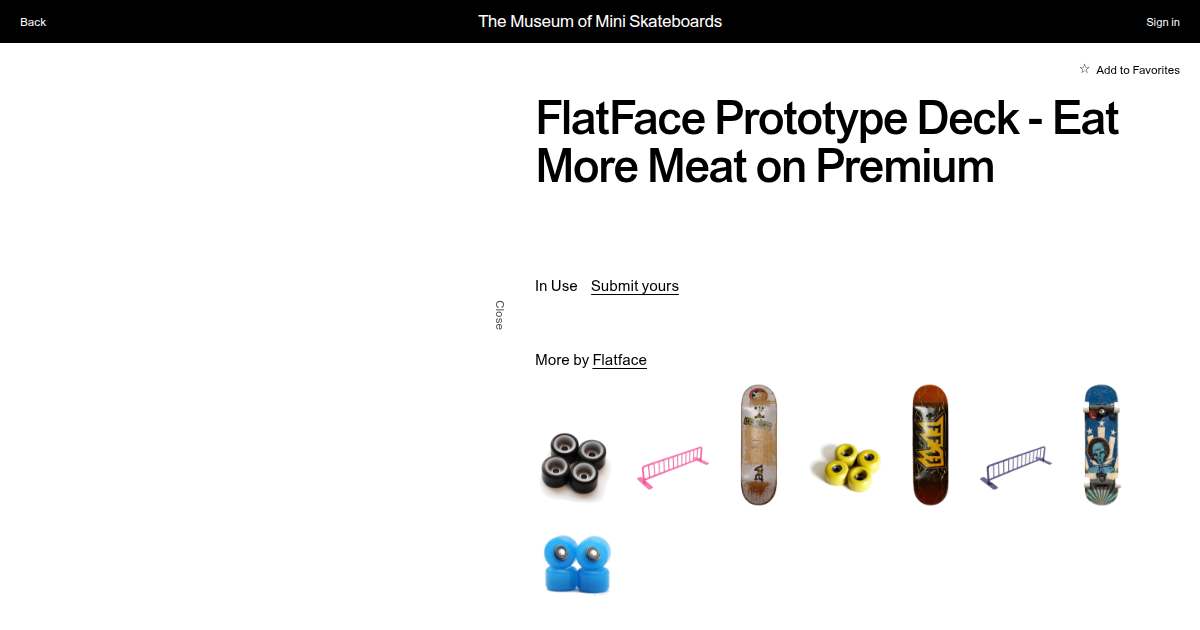 Back
The Museum of Mini Skateboards
Sign in
☆ Add to Favorites
FlatFace Prototype Deck - Eat
More Meat on Premium
In Use Submit yours
Close
More by Flatface